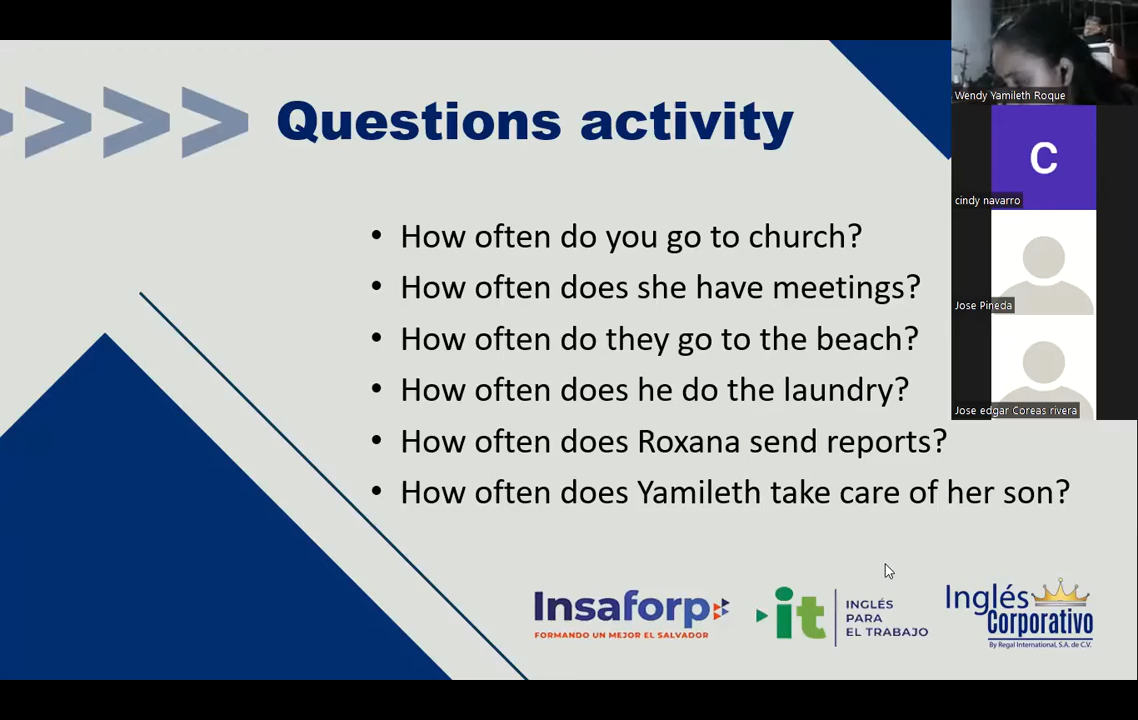 Questions activity
• How often do you go to church?
• How often does she have meetings?
• How often do they go to the beach?
• How often does he do the laundry?
• How often does Roxana send reports?
• How often does Yamileth take care of her son?
Insaforp
FORMANDO UN MEJOR EL SALVADOR
it
INGLÉS
PARA
EL TRABAJO
Inglés
Corporativo
By Regal International, S.A. de C.V.
Wendy Yamileth Roque
C
cindy navarro
Jose Pineda
Jose edgar Coreas rivera